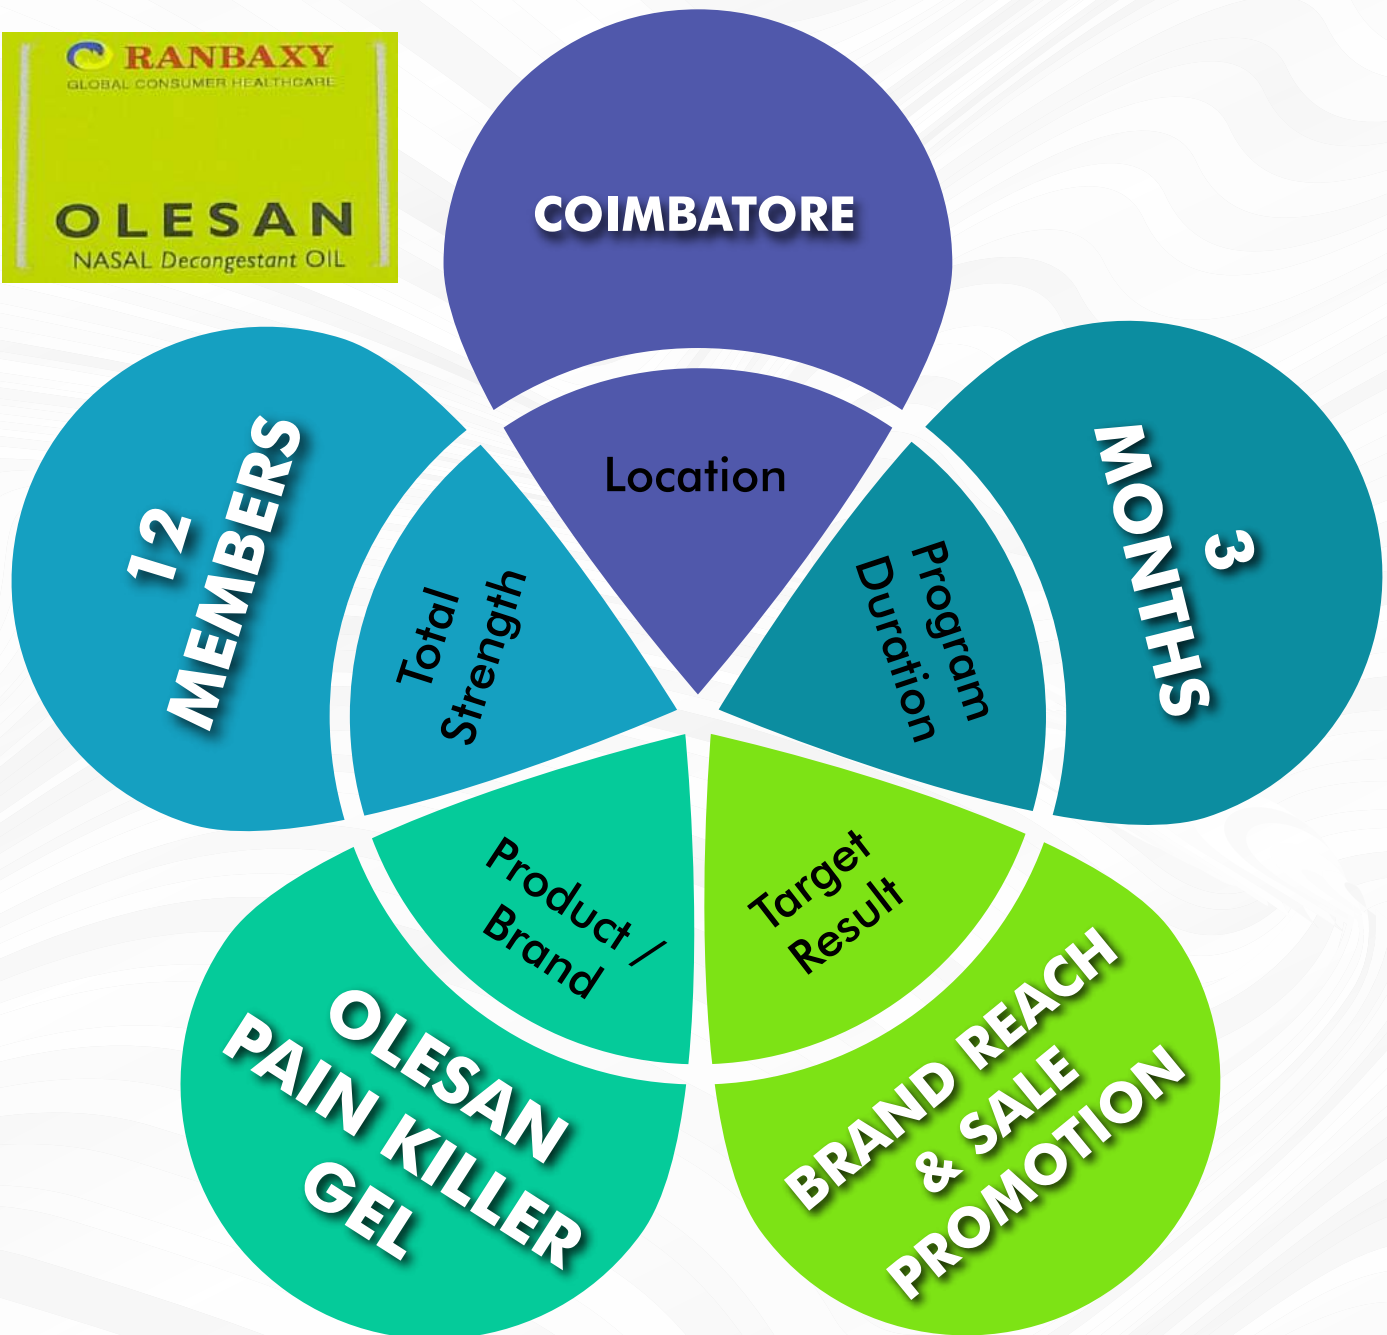 RANBAXY
GLOBAL CONSUMER HEALTHCARE
OLESAN
NASAL Decongestant OIL
COIMBATORE
Location
3
MONTHS
Program
Duration
BRAND REACH
& SALE
PROMOTION
Target
Result
OLESAN
PAIN KILLER
GEL
Product /
Brand
12
MEMBERS
Total
Strength